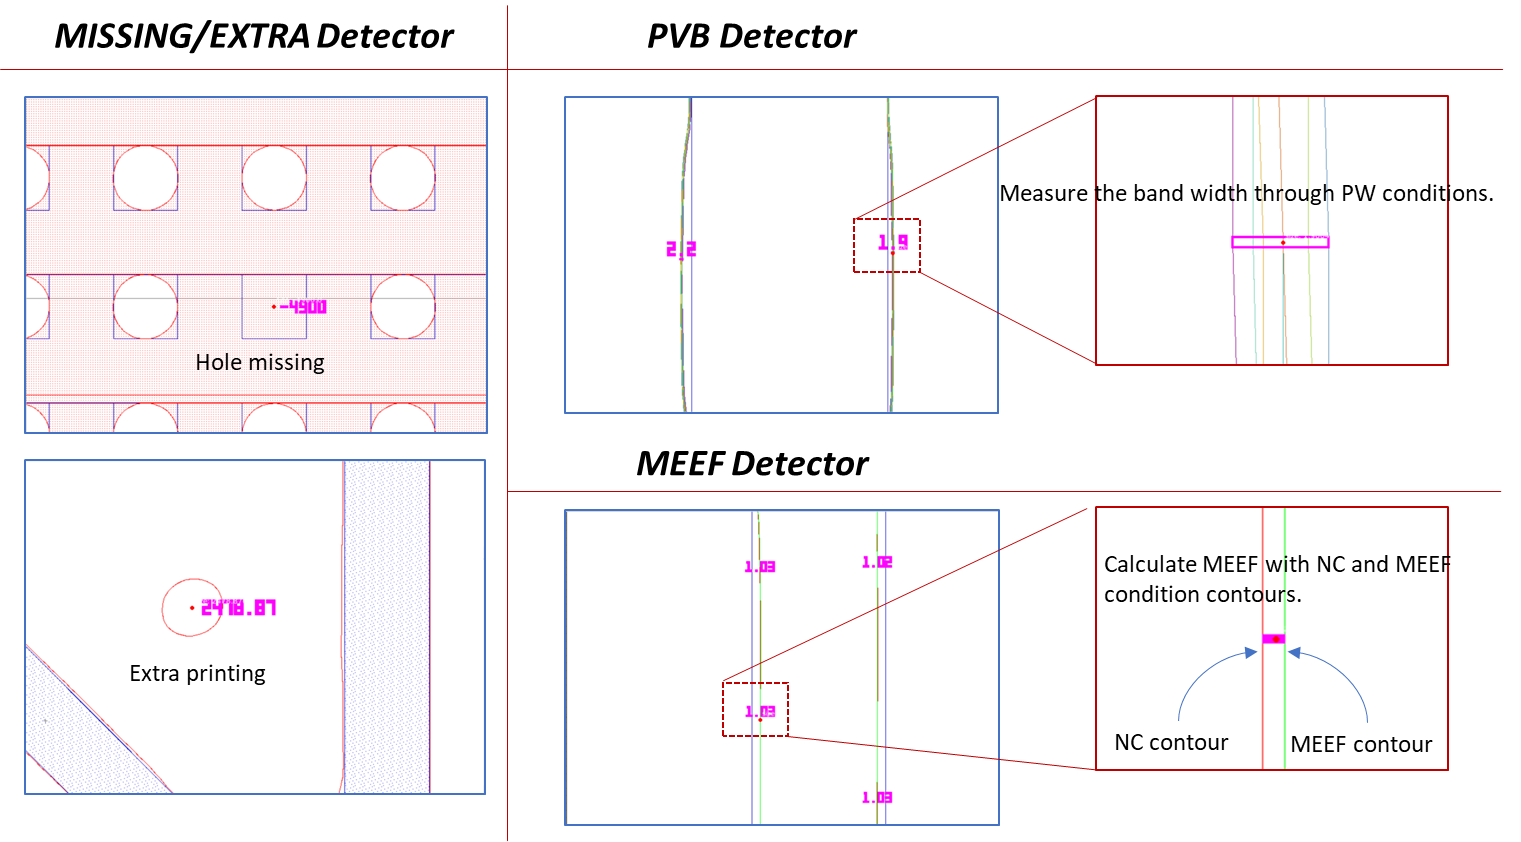 MISSING/EXTRA Detector
-4900
Hole missing
2478.87
Extra printing
PVB Detector
2.2
1.9
Measure the band width through PW conditions.
MEEF Detector
1.03
1.02
1.03
1.03
Calculate MEEF with NC and MEEF
condition contours.
NC contour
MEEF contour